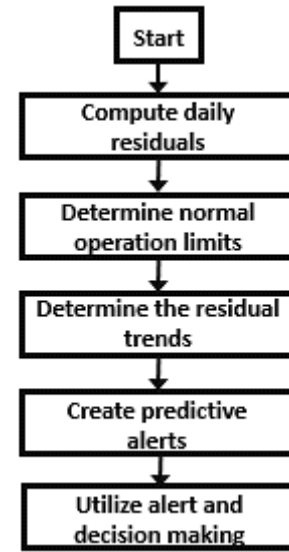 Start
Compute daily
residuals
Determine normal
operation limits
Determine the residual
trends
Create predictive
alerts
Utilize alert and
decision making